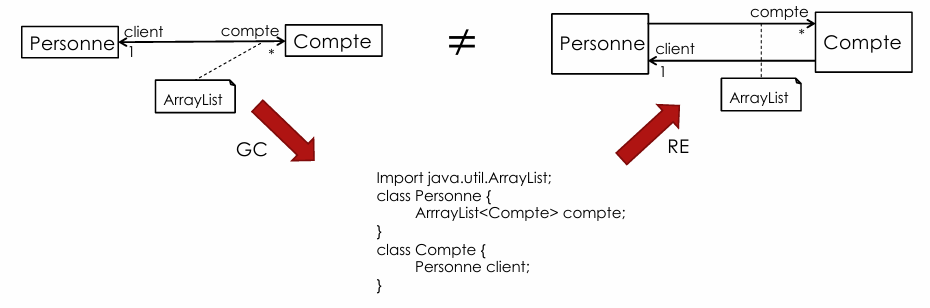 Personne
client
1
compte
*
Compte
ArrayList
≠
Personne
client
1
compte
*
Compte
ArrayList
GC
RE
Import java.util.ArrayList;
class Personne {
ArrrayList<Compte> compte;
}
class Compte {
Personne client;
}